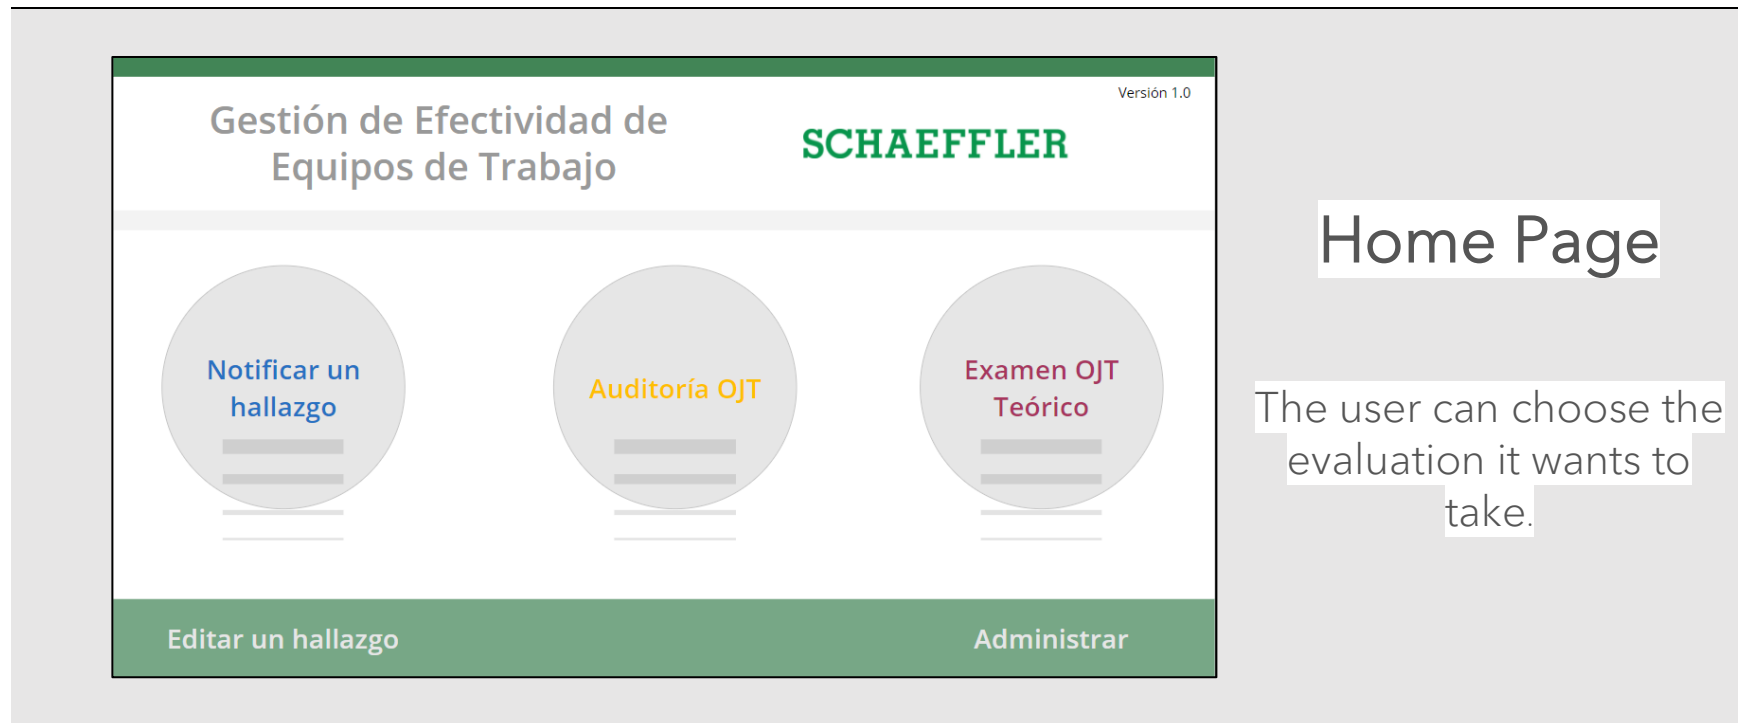 Gestión de Efectividad de
Equipos de Trabajo
Versión 1.0
SCHAEFFLER
Notificar un
hallazgo
Auditoría OJT
Examen OJT
Teórico
Editar un hallazgo
Administrar
Home Page
The user can choose the
evaluation it wants to
take.